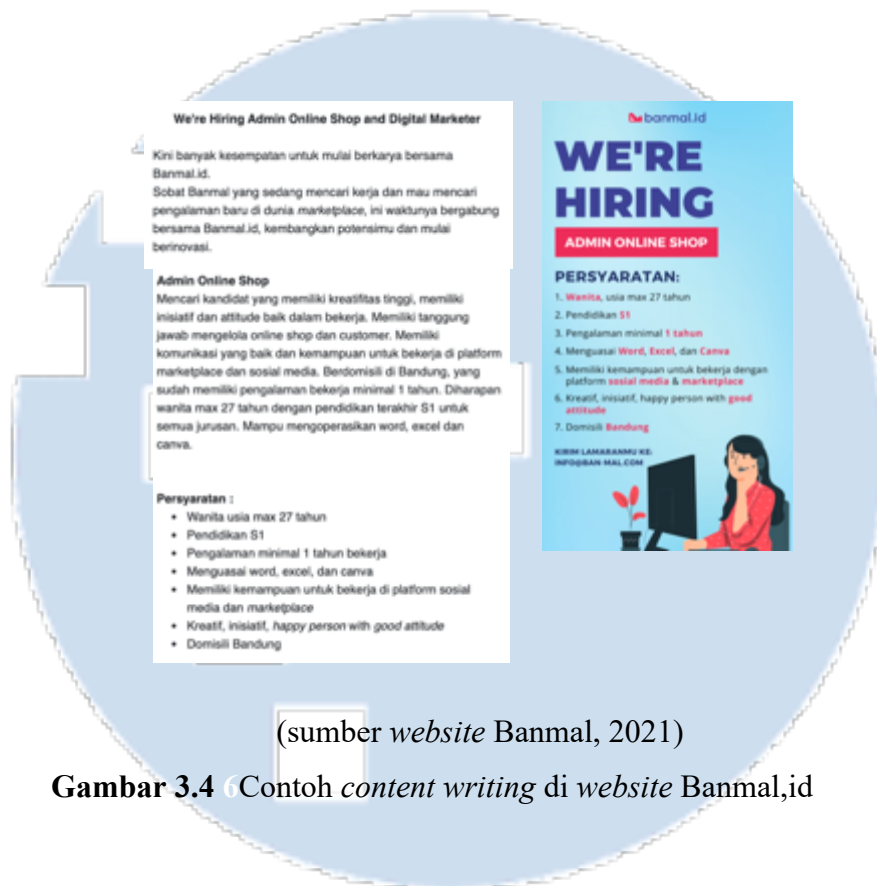 We're Hiring Admin Online Shop and Digital Marketer
Kini banyak kesempatan untuk mulai berkarya bersama
Banmal.id.
Sobat Banmal yang sedang mencari kerja dan mau mencari
pengalaman baru di dunia marketplace, ini waktunya bergabung
bersama Banmal.id, kembangkan potensimu dan mulai
berinovasi.
Admin Online Shop
Mencari kandidat yang memiliki kreatifitas tinggi, memiliki
inisiatif dan attitude baik dalam bekerja. Memiliki tanggung
jawab mengelola online shop dan customer. Memiliki
komunikasi yang baik dan kemampuan untuk bekerja di platform
marketplace dan sosial media. Berdomisili di Bandung, yang
sudah memiliki pengalaman bekerja minimal 1 tahun. Diharapan
wanita max 27 tahun dengan pendidikan terakhir S1 untuk
semua jurusan. Mampu mengoperasikan word, excel dan
canva.
Persyaratan :
• Wanita usia max 27 tahun
• Pendidikan S1
• Pengalaman minimal 1 tahun bekerja
• Menguasai word, excel, dan canva
• Memiliki kemampuan untuk bekerja di platform sosial
media dan marketplace
• Kreatif, inisiatif, happy person with good attitude
• Domisili Bandung
banmal.id
WE'RE
HIRING
ADMIN ONLINE SHOP
PERSYARATAN:
1. Wanita, usia max 27 tahun
2. Pendidikan S1
3. Pengalaman minimal 1 tahun
4. Menguasai Word, Excel, dan Canva
5. Memiliki kemampuan untuk bekerja dengan
platform sosial media & marketplace
6. Kreatif, inisiatif, happy person with good
attitude
7. Domisili Bandung
KIRIM LAMARANMU KE:
INFO@BAN-MAL.COM
(sumber website Banmal, 2021)
Gambar 3.4 6Contoh content writing di website Banmal,id